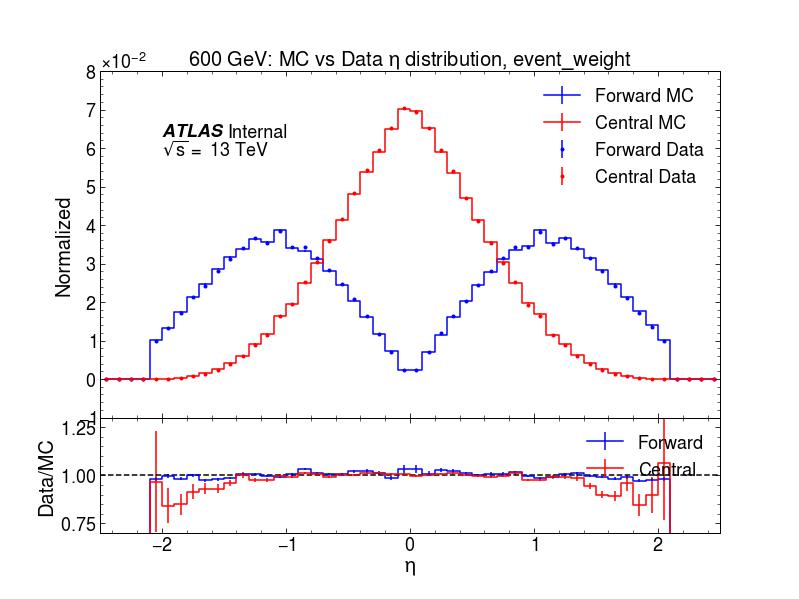 ×10⁻²
600 GeV: MC vs Data η distribution, event_weight
8
7
6
5
4
3
2
1
0
−1
Normalized
ATLAS Internal
√s = 13 TeV
Forward MC
Central MC
Forward Data
Central Data
1.25
1.00
0.75
Data/MC
Forward
Central
−2
−1
0
1
2
η